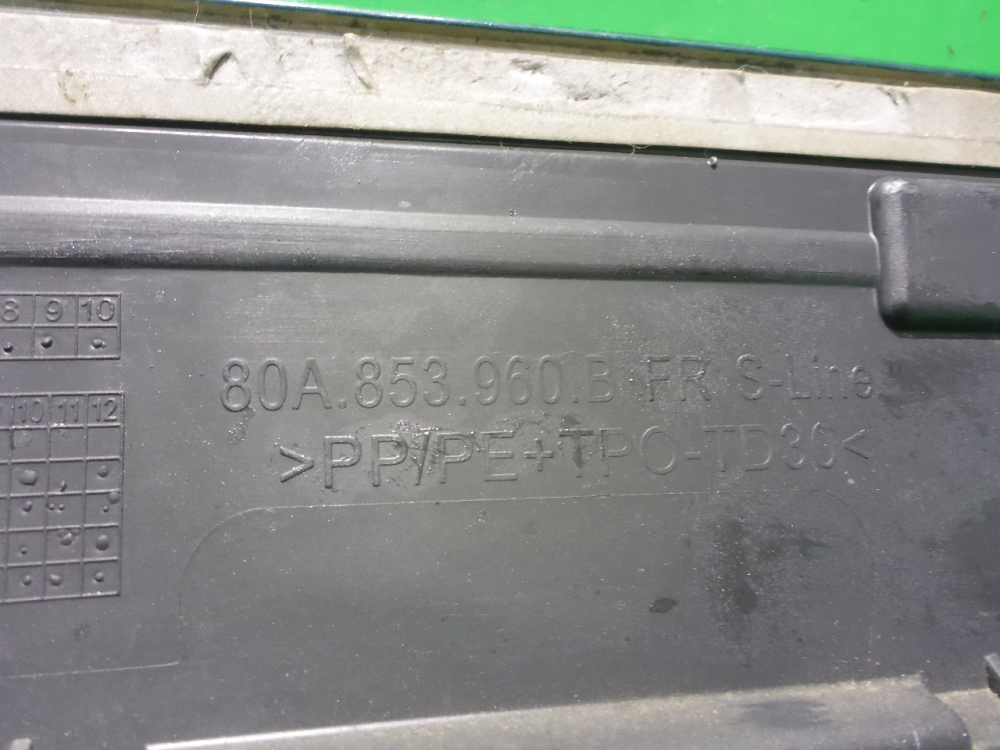 8 9 10
80A.853.960.B FR S-Line
10 11 12
>PP/PE+TPO-TD30<